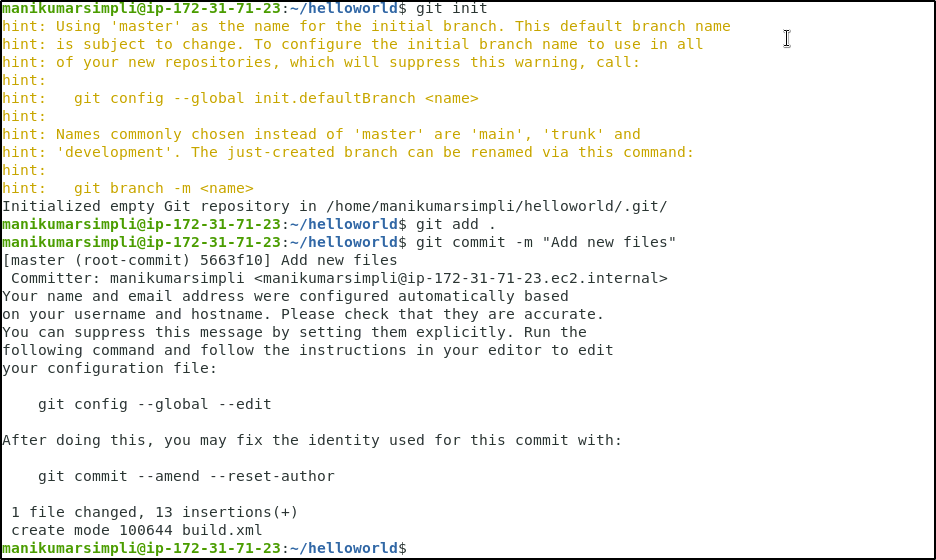 manikumarsimpli@ip-172-31-71-23:~/helloworld$ git init
hint: Using 'master' as the name for the initial branch. This default branch name
hint: is subject to change. To configure the initial branch name to use in all
hint: of your new repositories, which will suppress this warning, call:
hint:
hint:   git config --global init.defaultBranch <name>
hint:
hint: Names commonly chosen instead of 'master' are 'main', 'trunk' and
hint: 'development'. The just-created branch can be renamed via this command:
hint:
hint:   git branch -m <name>
Initialized empty Git repository in /home/manikumarsimpli/helloworld/.git/
manikumarsimpli@ip-172-31-71-23:~/helloworld$ git add .
manikumarsimpli@ip-172-31-71-23:~/helloworld$ git commit -m "Add new files"
[master (root-commit) 5663f10] Add new files
 Committer: manikumarsimpli <manikumarsimpli@ip-172-31-71-23.ec2.internal>
Your name and email address were configured automatically based
on your username and hostname. Please check that they are accurate.
You can suppress this message by setting them explicitly. Run the
following command and follow the instructions in your editor to edit
your configuration file:

    git config --global --edit

After doing this, you may fix the identity used for this commit with:

    git commit --amend --reset-author

 1 file changed, 13 insertions(+)
 create mode 100644 build.xml
manikumarsimpli@ip-172-31-71-23:~/helloworld$